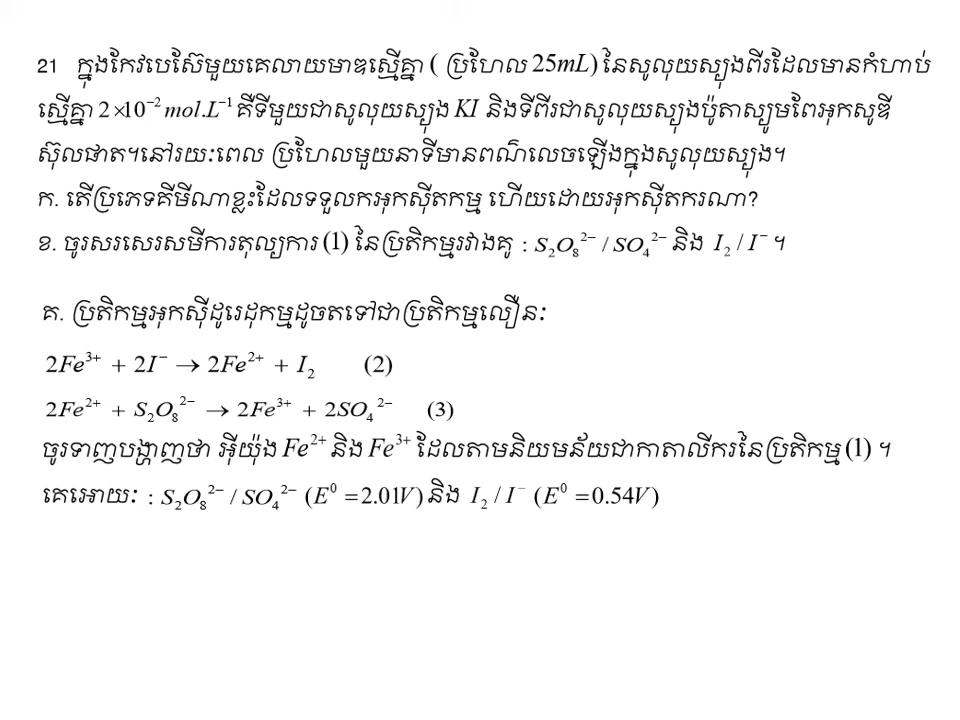 21 ក្នុងកែវបេស៊ែមួយគេលាយមាឌស្មើគ្នា ( ប្រហែល 25mL) នៃសូលុយស្យុងពីរដែលមានកំហាប់
ស្មើគ្នា 2×10⁻² mol.L⁻¹ គឺទីមួយជាសូលុយស្យុង KI និងទីពីរជាសូលុយស្យុងប៉ូតាស្យូមពែអុកសូឌី
ស៊ុលផាត។នៅរយៈពេល ប្រហែលមួយនាទីមានពណ៌លេចឡើងក្នុងសូលុយស្យុង។
ក. តើប្រភេទគីមីណាខ្លះដែលទទួលករអុកស៊ីតកម្ម ហើយដោយអុកស៊ីតករណា?
ខ. ចូរសរសេរសមីការតុល្យការ (1) នៃប្រតិកម្មរវាងគូ : S₂O₈²⁻ / SO₄²⁻ និង I₂ / I⁻ ។
គ. ប្រតិកម្មអុកស៊ីដូរេដុកម្មដូចតទៅជាប្រតិកម្មលឿនៈ
2Fe³⁺ + 2I⁻ → 2Fe²⁺ + I₂ (2)
2Fe²⁺ + S₂O₈²⁻ → 2Fe³⁺ + 2SO₄²⁻ (3)
ចូរទាញបង្ហាញថា អ៊ីយ៉ុង Fe²⁺ និង Fe³⁺ ដែលតាមនិយមន័យជាកាតាលីករនៃប្រតិកម្ម (1) ។
គេអោយៈ : S₂O₈²⁻ / SO₄²⁻ (E⁰ = 2.01V) និង I₂ / I⁻ (E⁰ = 0.54V)